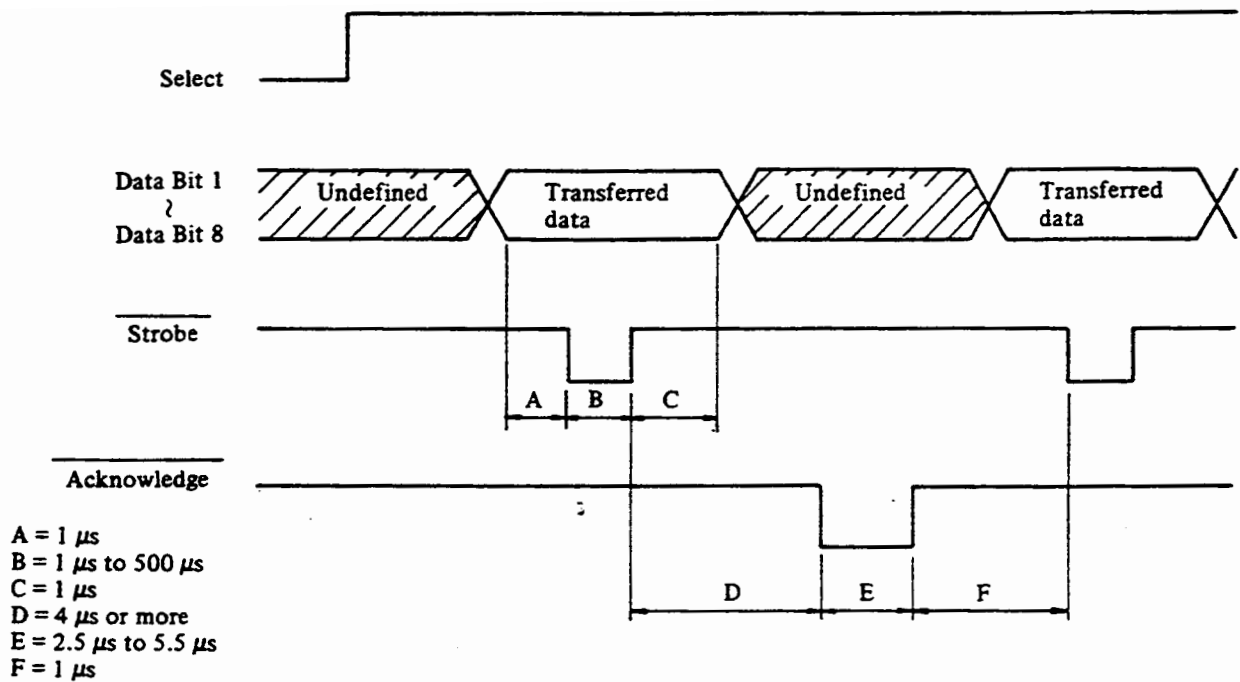 Select
Data Bit 1
~
Data Bit 8
Undefined
Transferred
data
Undefined
Transferred
data
Strobe
A
B
C
Acknowledge
D
E
F
A = 1 μs
B = 1 μs to 500 μs
C = 1 μs
D = 4 μs or more
E = 2.5 μs to 5.5 μs
F = 1 μs